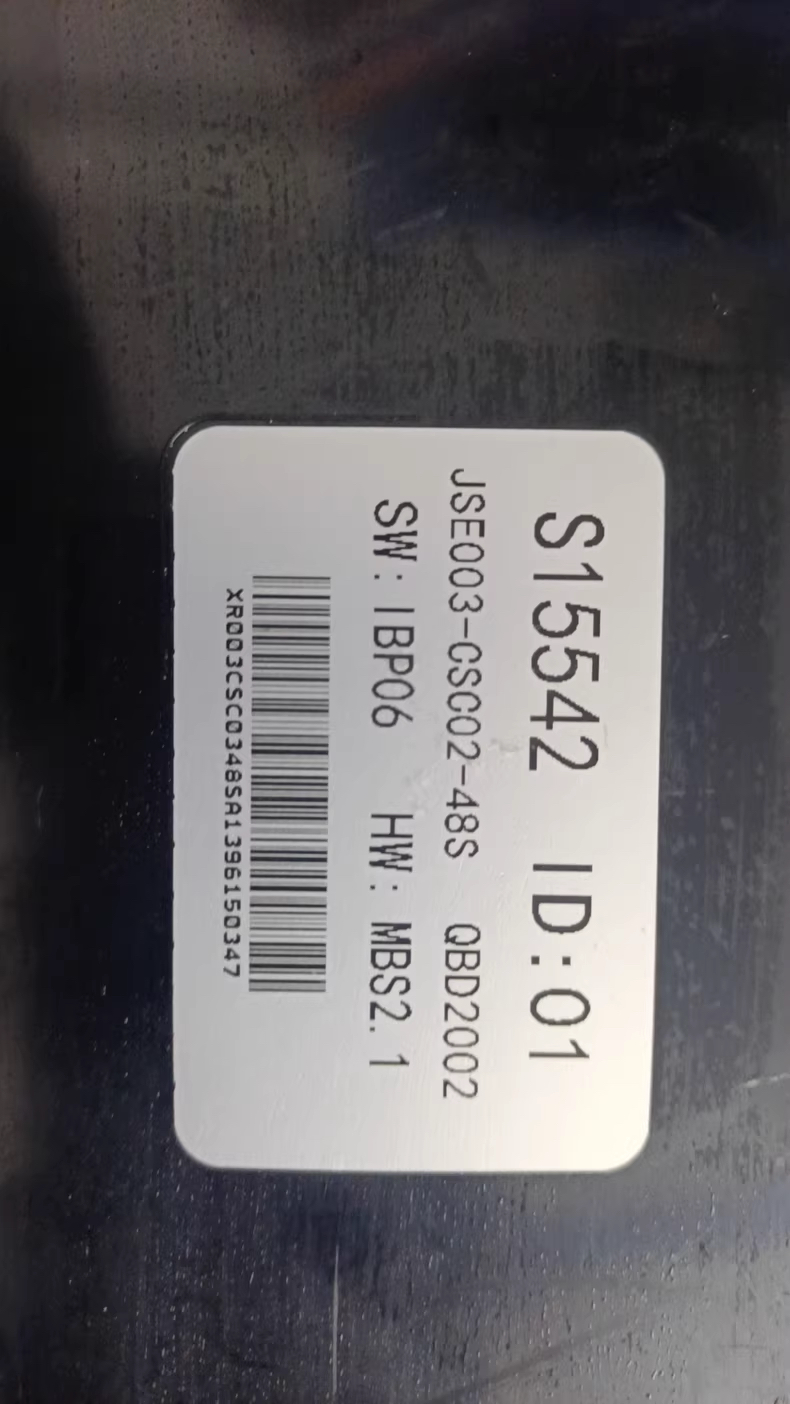 S15542 ID:01
JSE003-CSC02-48S QBD2002
SW: IBP06 HW: MBS2.1
XR003CSC0348SA1396150347